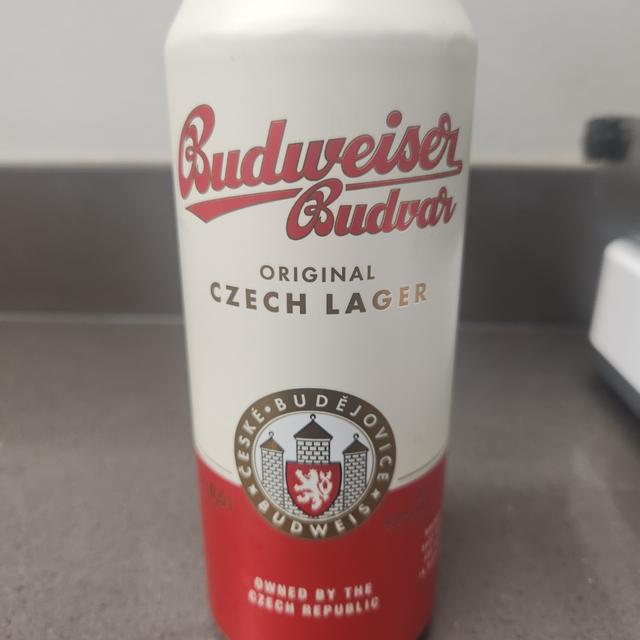 Budweiser
Budvar
ORIGINAL
CZECH LAGER
ČESKÉ • BUDĚJOVICE
BUDWEIS
OWNED BY THE
CZECH REPUBLIC